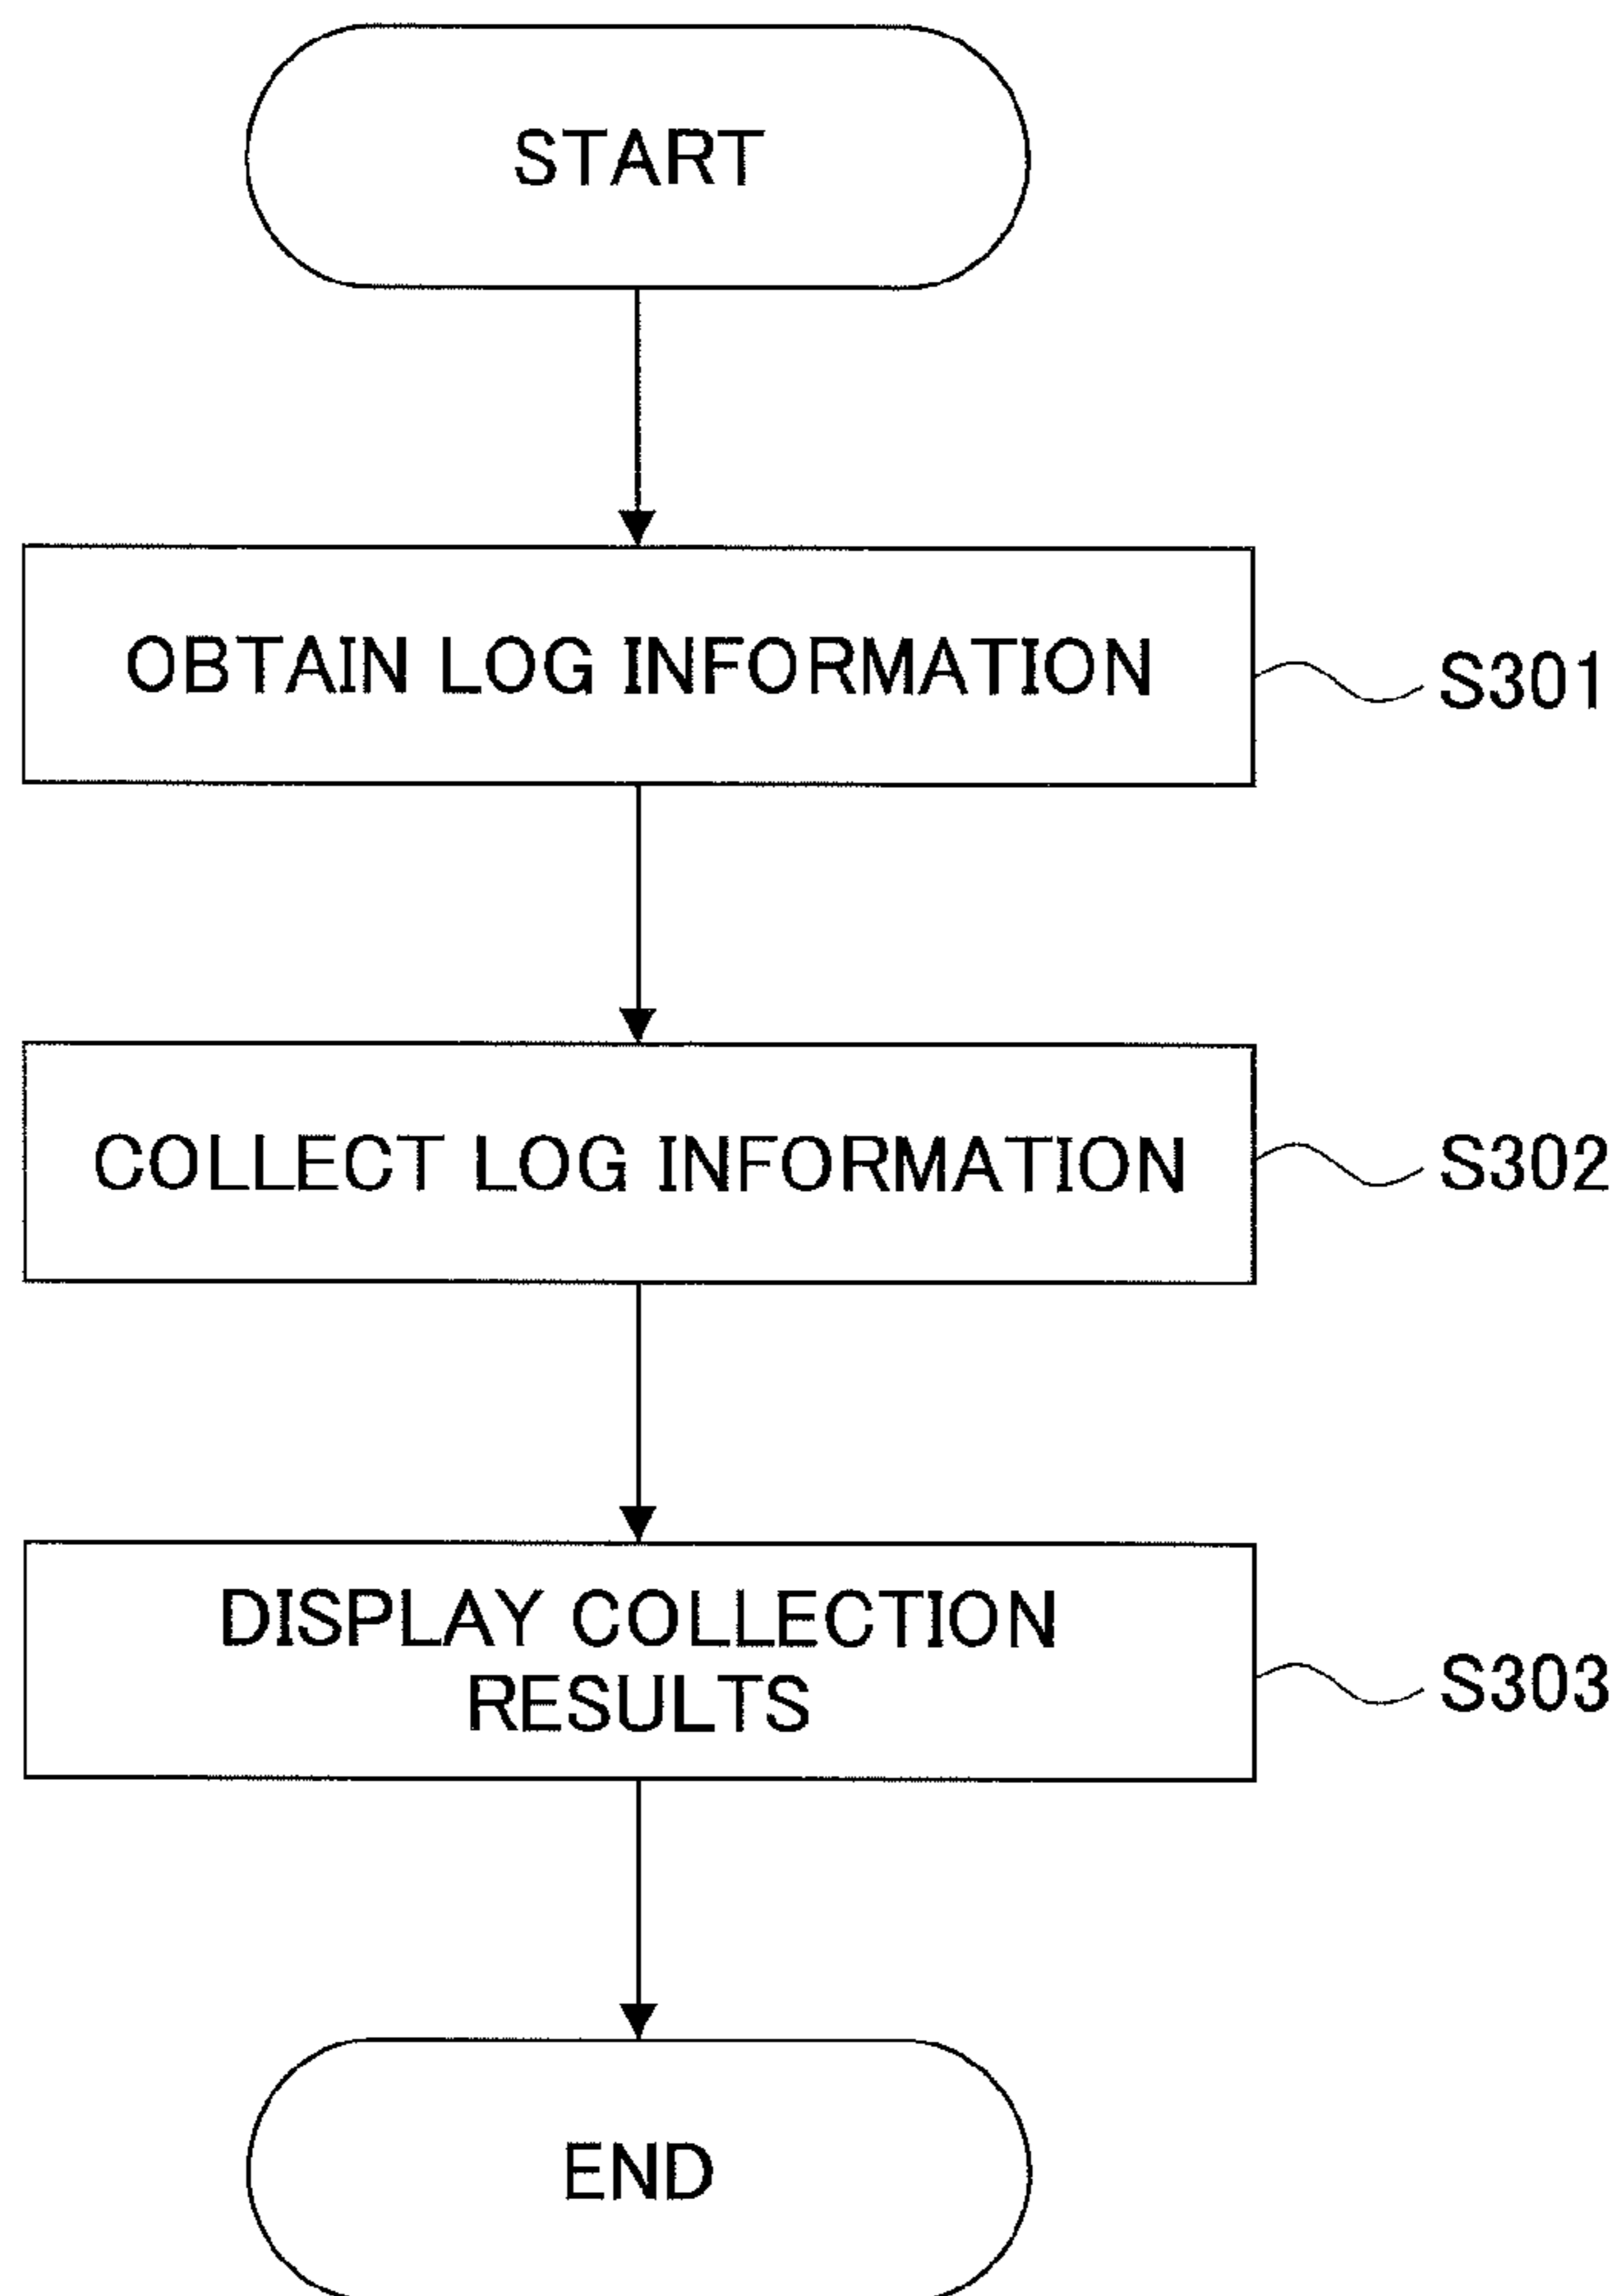 START
OBTAIN LOG INFORMATION
S301
COLLECT LOG INFORMATION
S302
DISPLAY COLLECTION
RESULTS
S303
END